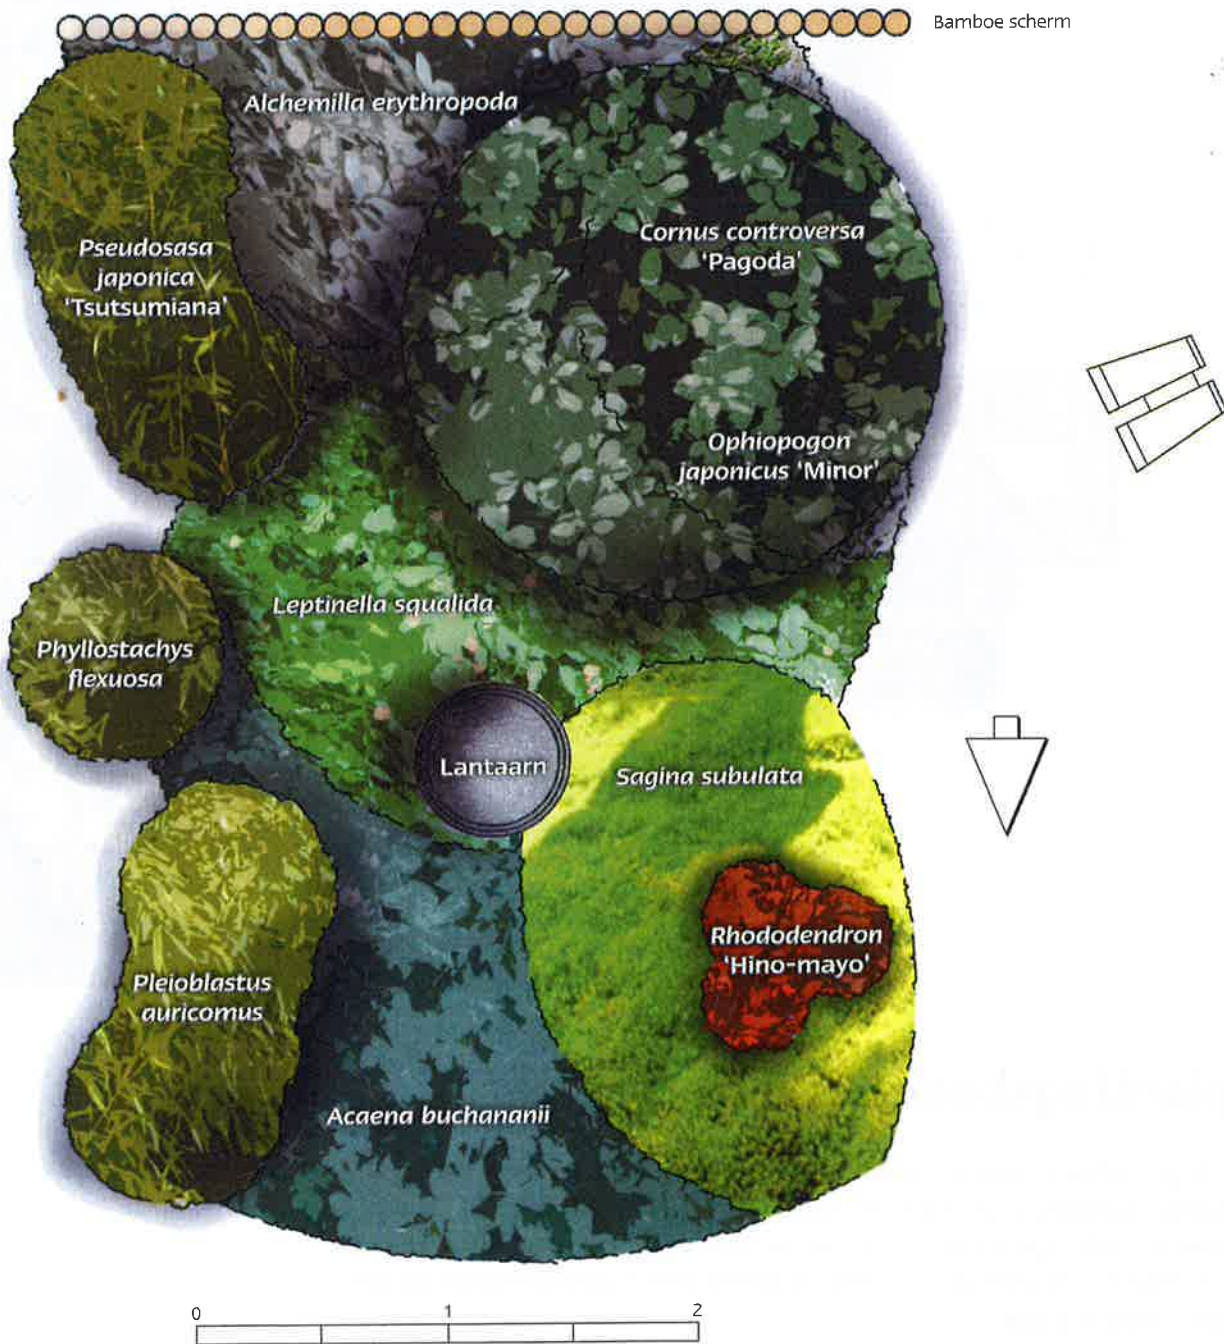 Bamboe scherm
Alchemilla erythropoda
Pseudosasa
japonica
'Tsutsumiana'
Cornus controversa
'Pagoda'
Ophiopogon
japonicus 'Minor'
Leptinella squalida
Phyllostachys
flexuosa
Lantaarn
Sagina subulata
Rhododendron
'Hino-mayo'
Pleioblastus
auricomus
Acaena buchananii
0 1 2